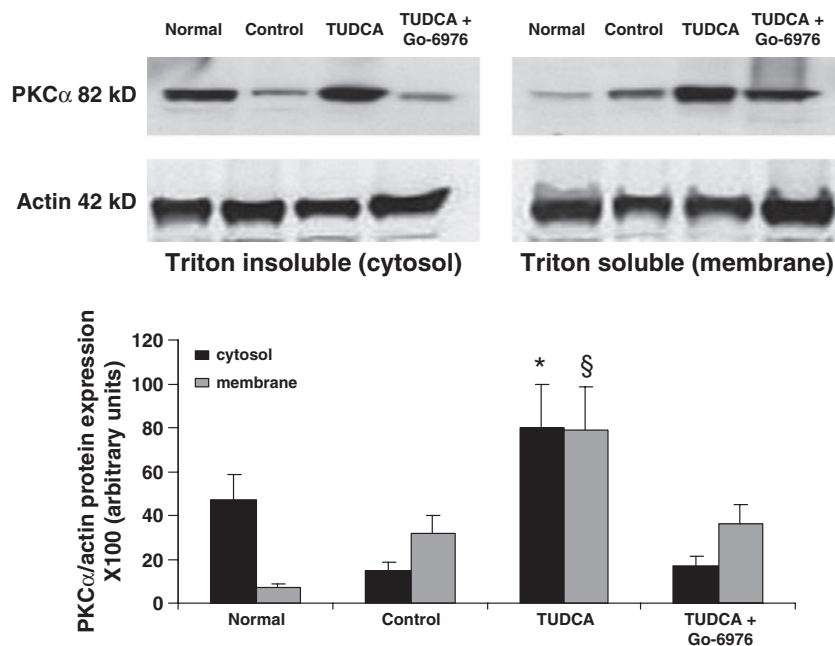 Normal Control TUDCA TUDCA + Go-6976
Normal Control TUDCA TUDCA + Go-6976
PKCα 82 kD
Actin 42 kD
Triton insoluble (cytosol)
Triton soluble (membrane)
PKCα/actin protein expression
X100 (arbitrary units)
120
100
80
60
40
20
0
cytosol
membrane
*
§
Normal
Control
TUDCA
TUDCA +
Go-6976